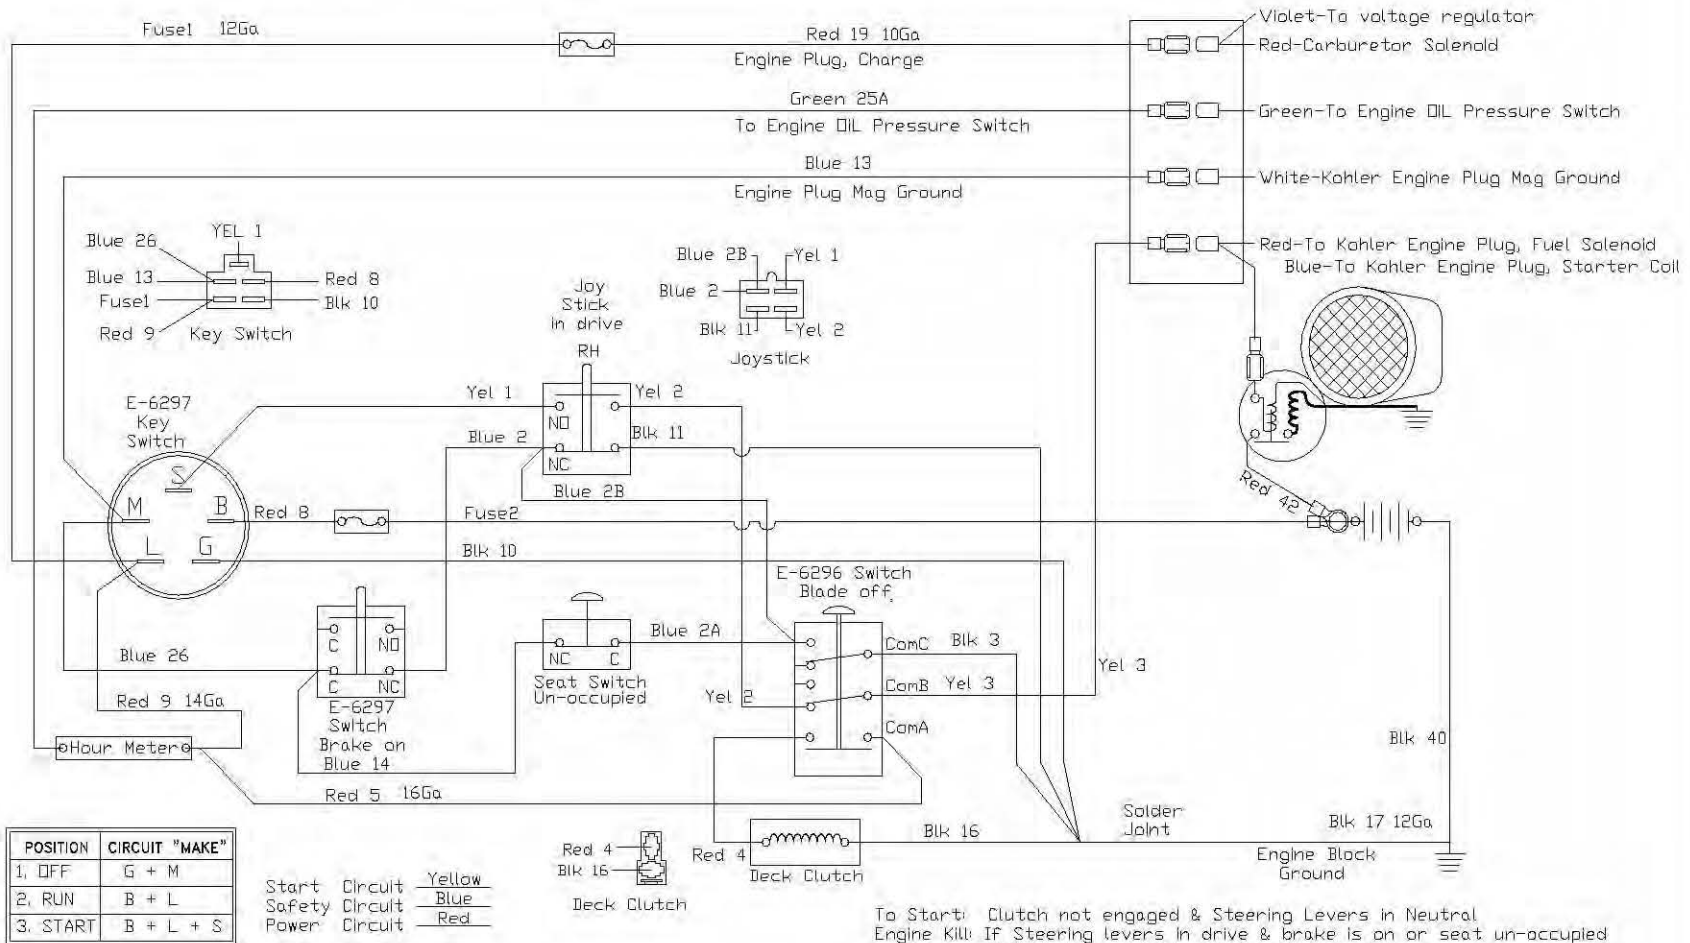 Fuse1 12Ga
Red 19 10Ga
Engine Plug, Charge
Violet-To voltage regulator
Red-Carburetor Solenoid
Green 25A
To Engine OIL Pressure Switch
Green-To Engine OIL Pressure Switch
Blue 13
Engine Plug Mag Ground
White-Kohler Engine Plug Mag Ground
Red-To Kohler Engine Plug, Fuel Solenoid
Blue-To Kohler Engine Plug, Starter Coil
YEL 1
Blue 26
Blue 13
Fuse1
Red 9
Red 8
Blk 10
Key Switch
Joy
Stick
In drive
RH
Blue 2B
Yel 1
Blue 2
Blk 11
Yel 2
Joystick
E-6297
Key
Switch
S
M
B
L
G
Yel 1
NO
Yel 2
Blue 2
NC
Blk 11
Blue 2B
Red 8
Fuse2
Blk 10
Red 42
E-6296 Switch
Blade off
C
NO
C
NC
E-6297
Switch
Brake on
Blue 26
Blue 14
NC
C
Seat Switch
Un-occupied
Blue 2A
ComC
Blk 3
ComB
Yel 3
ComA
Yel 2
Yel 3
Red 9 14Ga
Hour Meter
Red 5 16Ga
Blk 40
Solder
Joint
Blk 17 12Ga
Engine Block
Ground
Red 4
Blk 16
Deck Clutch
Red 4
Blk 16
Deck Clutch
POSITION CIRCUIT "MAKE"
1. OFF G + M
2. RUN B + L
3. START B + L + S
Start Circuit Yellow
Safety Circuit Blue
Power Circuit Red
To Start: Clutch not engaged & Steering Levers in Neutral
Engine Kill: If Steering levers in drive & brake is on or seat un-occupied